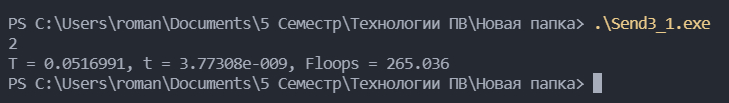 PS C:\Users\roman\Documents\5 Семестр\Технологии ПВ\Новая папка> .\Send3_1.exe
2
T = 0.0516991, t = 3.77308e-009, Floops = 265.036
PS C:\Users\roman\Documents\5 Семестр\Технологии ПВ\Новая папка>